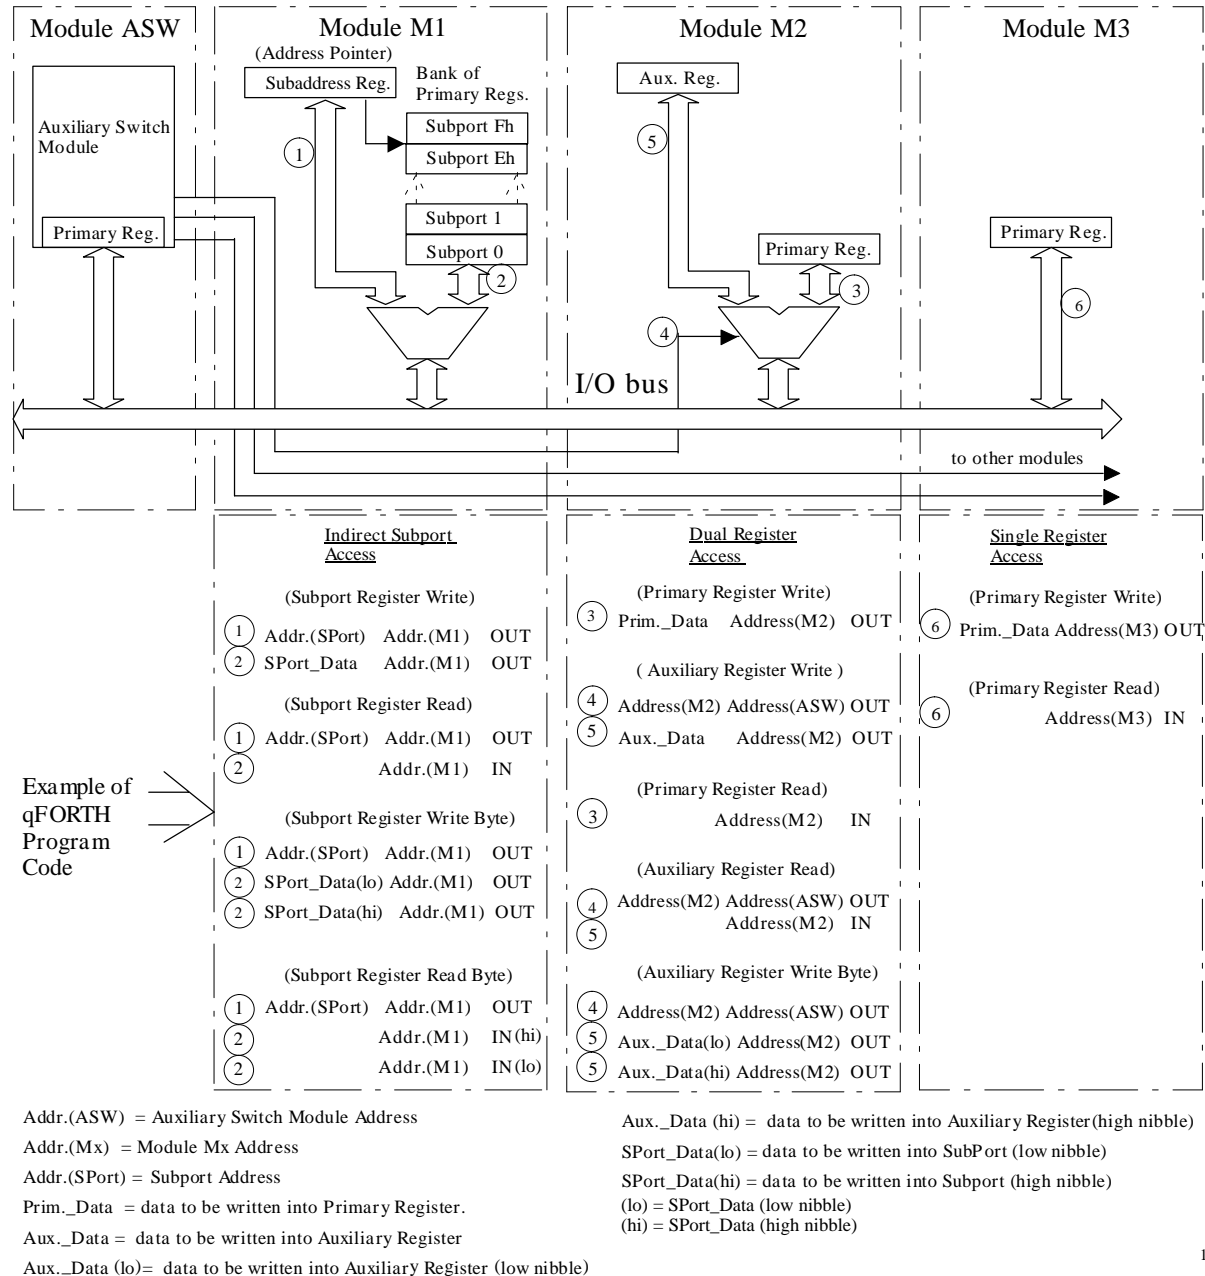 Module ASW
Module M1
Module M2
Module M3
(Address Pointer)
Subaddress Reg.
Bank of
Primary Regs.
Subport Fh
Subport Eh
Subport 1
Subport 0
Auxiliary Switch
Module
Primary Reg.
1
2
Aux. Reg.
5
Primary Reg.
3
4
Primary Reg.
6
I/O bus
to other modules
Indirect Subport
Access
(Subport Register Write)
1 Addr.(SPort) Addr.(M1) OUT
2 SPort_Data Addr.(M1) OUT
(Subport Register Read)
1 Addr.(SPort) Addr.(M1) OUT
2 Addr.(M1) IN
Example of
qFORTH
Program
Code
(Subport Register Write Byte)
1 Addr.(SPort) Addr.(M1) OUT
2 SPort_Data(lo) Addr.(M1) OUT
2 SPort_Data(hi) Addr.(M1) OUT
(Subport Register Read Byte)
1 Addr.(SPort) Addr.(M1) OUT
2 Addr.(M1) IN(hi)
2 Addr.(M1) IN(lo)
Dual Register
Access
(Primary Register Write)
3 Prim._Data Address(M2) OUT
( Auxiliary Register Write )
4 Address(M2) Address(ASW) OUT
5 Aux._Data Address(M2) OUT
(Primary Register Read)
3 Address(M2) IN
(Auxiliary Register Read)
4 Address(M2) Address(ASW) OUT
5 Address(M2) IN
(Auxiliary Register Write Byte)
4 Address(M2) Address(ASW) OUT
5 Aux._Data(lo) Address(M2) OUT
5 Aux._Data(hi) Address(M2) OUT
Single Register
Access
(Primary Register Write)
6 Prim._Data Address(M3) OUT
(Primary Register Read)
6 Address(M3) IN
Addr.(ASW) = Auxiliary Switch Module Address
Addr.(Mx) = Module Mx Address
Addr.(SPort) = Subport Address
Prim._Data = data to be written into Primary Register.
Aux._Data = data to be written into Auxiliary Register
Aux._Data (lo)= data to be written into Auxiliary Register (low nibble)
Aux._Data (hi) = data to be written into Auxiliary Register(high nibble)
SPort_Data(lo) = data to be written into SubPort (low nibble)
SPort_Data(hi) = data to be written into Subport (high nibble)
(lo) = SPort_Data (low nibble)
(hi) = SPort_Data (high nibble)
1